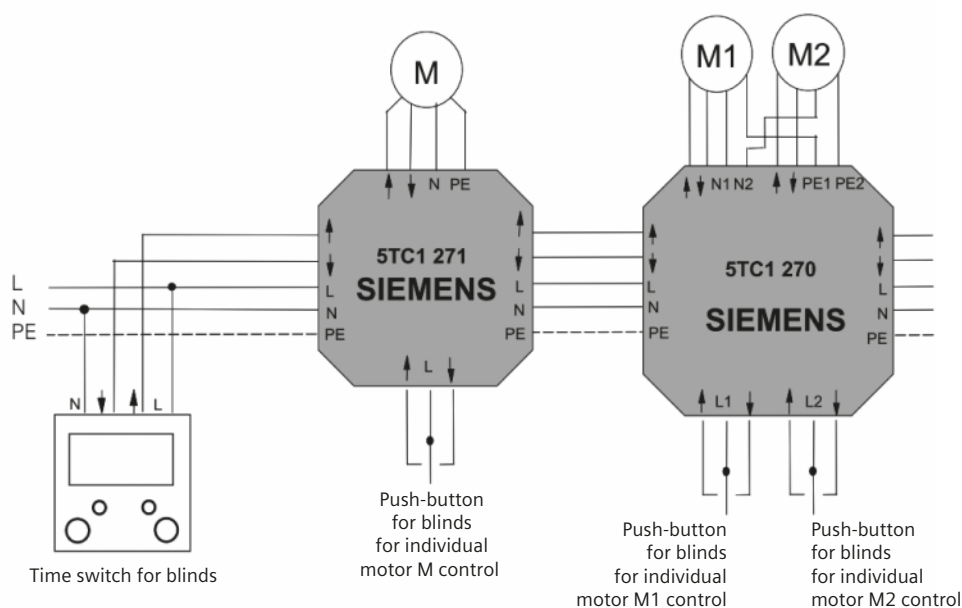 M
M1
M2
↑ ↓ N PE
↑ ↓ N1 N2 ↑ ↓ PE1 PE2
L
N
PE
↑
↓
L
N
PE
5TC1 271
SIEMENS
↑
↓
L
N
PE
↑ L ↓
↑
↓
L
N
PE
5TC1 270
SIEMENS
↑
↓
L
N
PE
↑ L1 ↓ ↑ L2 ↓
N ↓ ↑ L
Time switch for blinds
Push-button
for blinds
for individual
motor M control
Push-button
for blinds
for individual
motor M1 control
Push-button
for blinds
for individual
motor M2 control